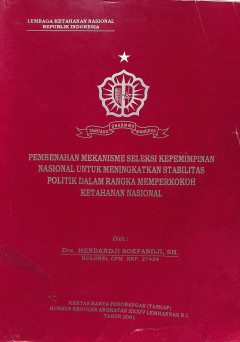 LEMBAGA KETAHANAN NASIONAL
REPUBLIK INDONESIA
DHARMMA
PEMBENAHAN MEKANISME SELEKSI KEPEMIMPINAN
NASIONAL UNTUK MENINGKATKAN STABILITAS
POLITIK DALAM RANGKA MEMPERKOKOH
KETAHANAN NASIONAL
Oleh :
Drs. HENDARDJI SOEPANDJI, SH.
KOLONEL CPM NRP. 27424
KERTAS KARYA PERORANGAN (TASKAP)
KURSUS REGULER ANGKATAN XXXIV LEMHANNAS R.I.
TAHUN 2001